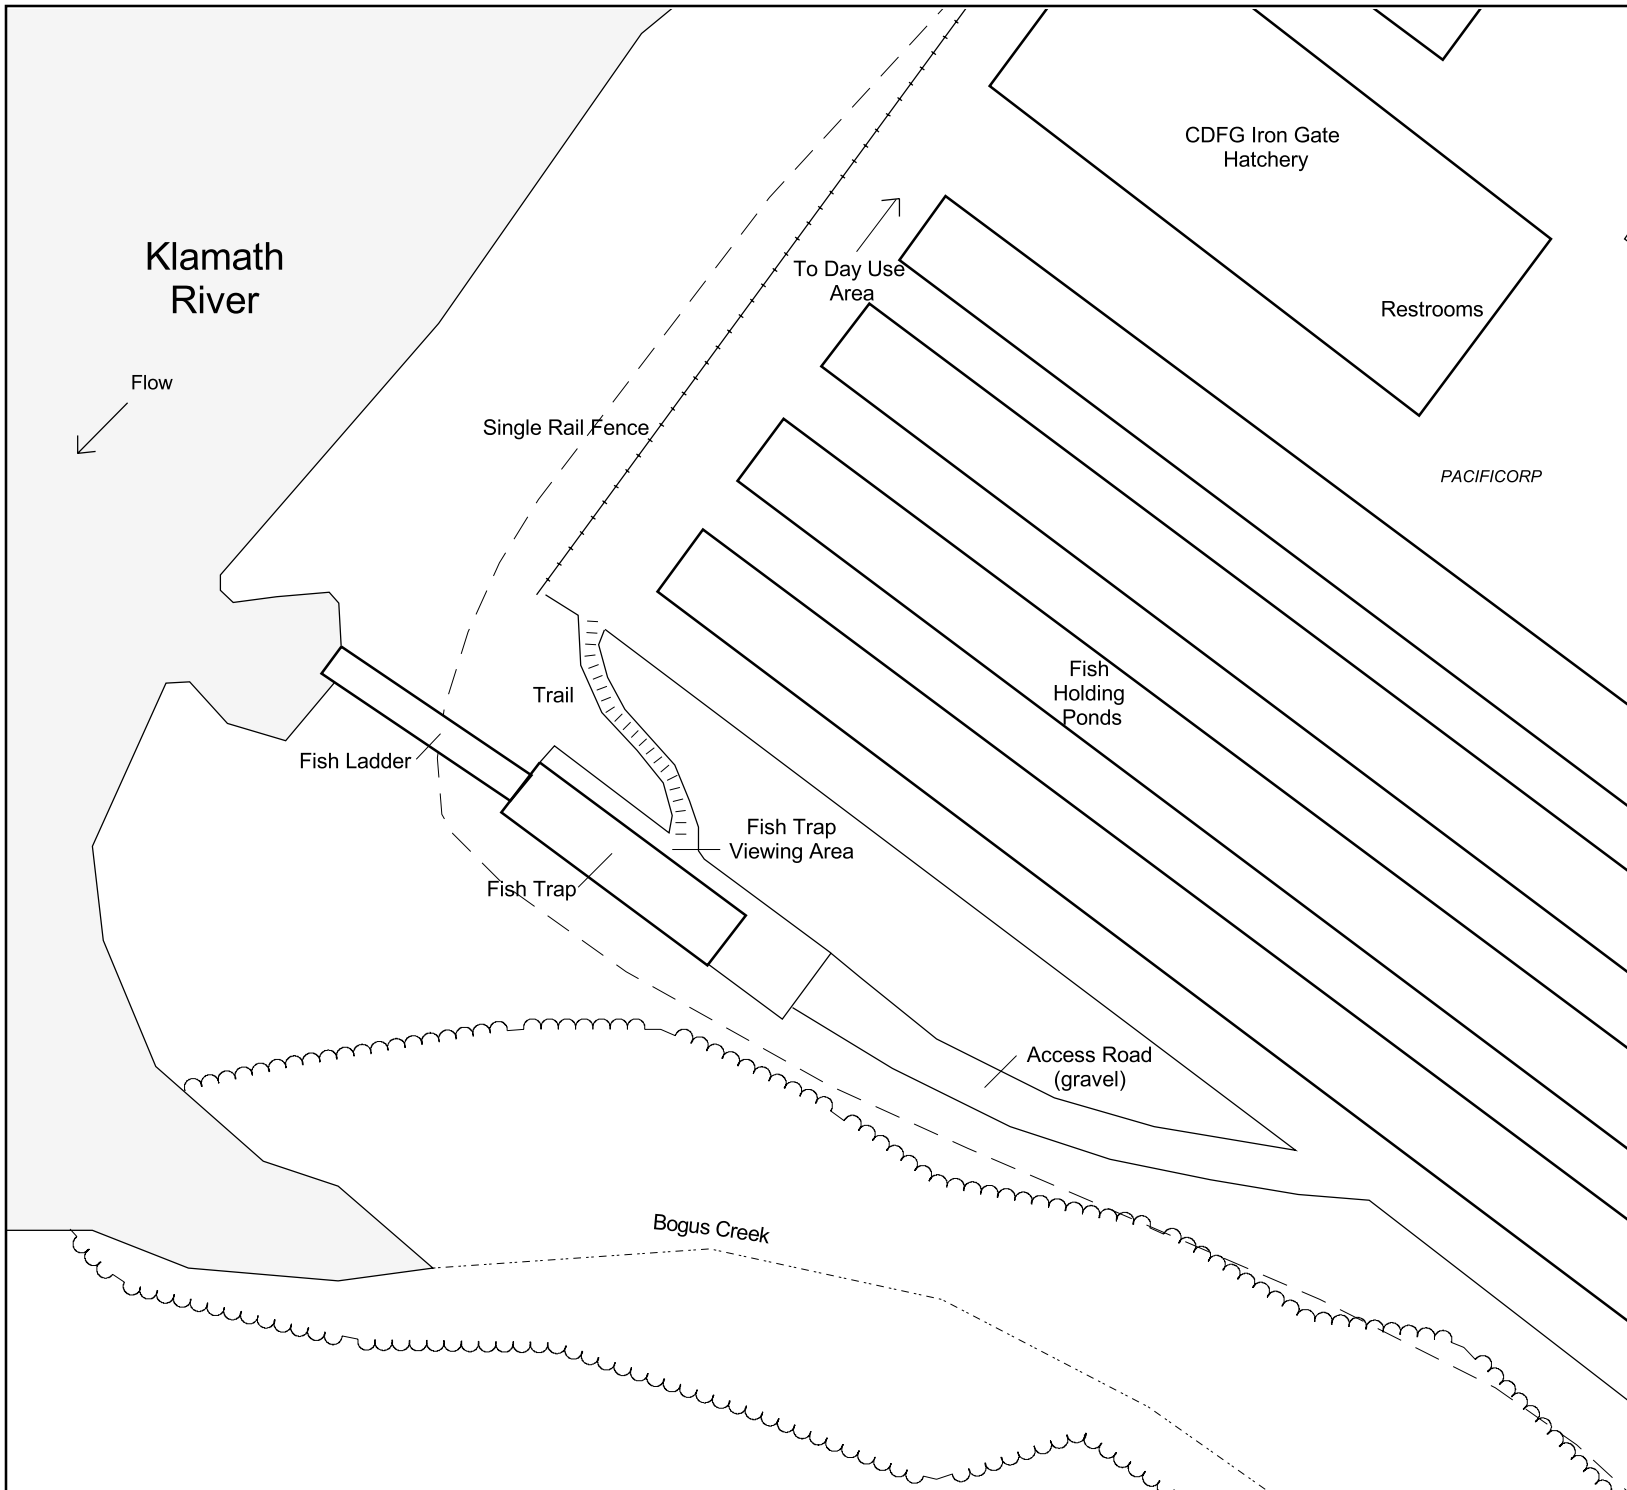 CDFG Iron Gate
Hatchery
Klamath
River
To Day Use
Area
Restrooms
Flow
Single Rail Fence
PACIFICORP
Fish
Holding
Ponds
Trail
Fish Ladder
Fish Trap
Viewing Area
Fish Trap
Access Road
(gravel)
Bogus Creek